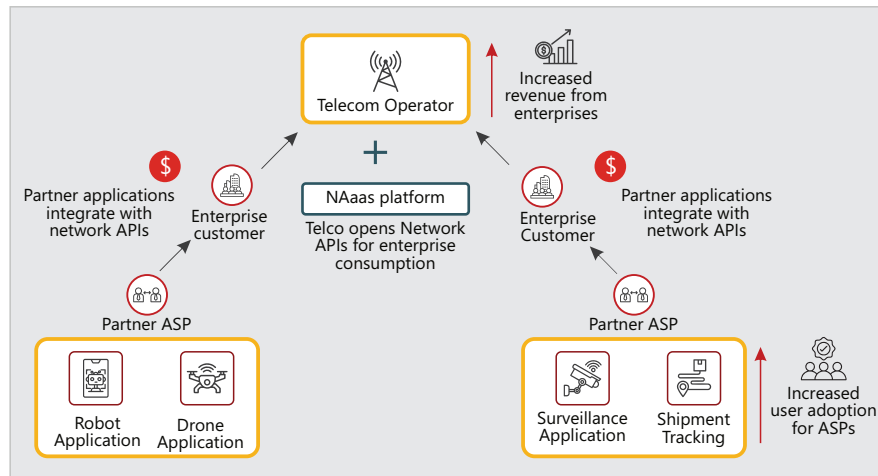 Telecom Operator
Increased
revenue from
enterprises
$
Partner applications
integrate with
network APIs
Enterprise
customer
+
NAaas platform
Telco opens Network
APIs for enterprise
consumption
Enterprise
Customer
$
Partner applications
integrate with
network APIs
Partner ASP
Partner ASP
Robot
Application
Drone
Application
Surveillance
Application
Shipment
Tracking
Increased
user adoption
for ASPs